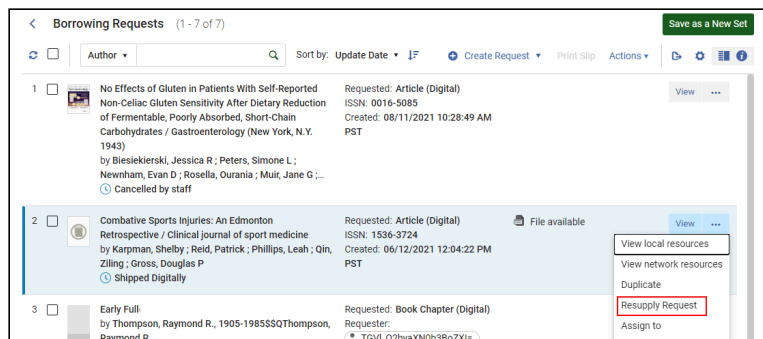 Borrowing Requests (1 - 7 of 7)
Save as a New Set
Author
Sort by: Update Date
Create Request
Print Slip
Actions
1
No Effects of Gluten in Patients With Self-Reported
Non-Celiac Gluten Sensitivity After Dietary Reduction
of Fermentable, Poorly Absorbed, Short-Chain
Carbohydrates / Gastroenterology (New York, N.Y.
1943)
by Biesiekierski, Jessica R ; Peters, Simone L ;
Newnham, Evan D ; Rosella, Ourania ; Muir, Jane G ;...
Cancelled by staff
Requested: Article (Digital)
ISSN: 0016-5085
Created: 08/11/2021 10:28:49 AM
PST
View
2
Combative Sports Injuries: An Edmonton
Retrospective / Clinical journal of sport medicine
by Karpman, Shelby ; Reid, Patrick ; Phillips, Leah ; Qin,
Ziling ; Gross, Douglas P
Shipped Digitally
Requested: Article (Digital)
ISSN: 1536-3724
Created: 06/12/2021 12:04:22 PM
PST
File available
View
View local resources
View network resources
Duplicate
Resupply Request
Assign to
3
Early Full
by Thompson, Raymond R., 1905-1985$$QThompson,
Raymond R
Requested: Book Chapter (Digital)
Requester: